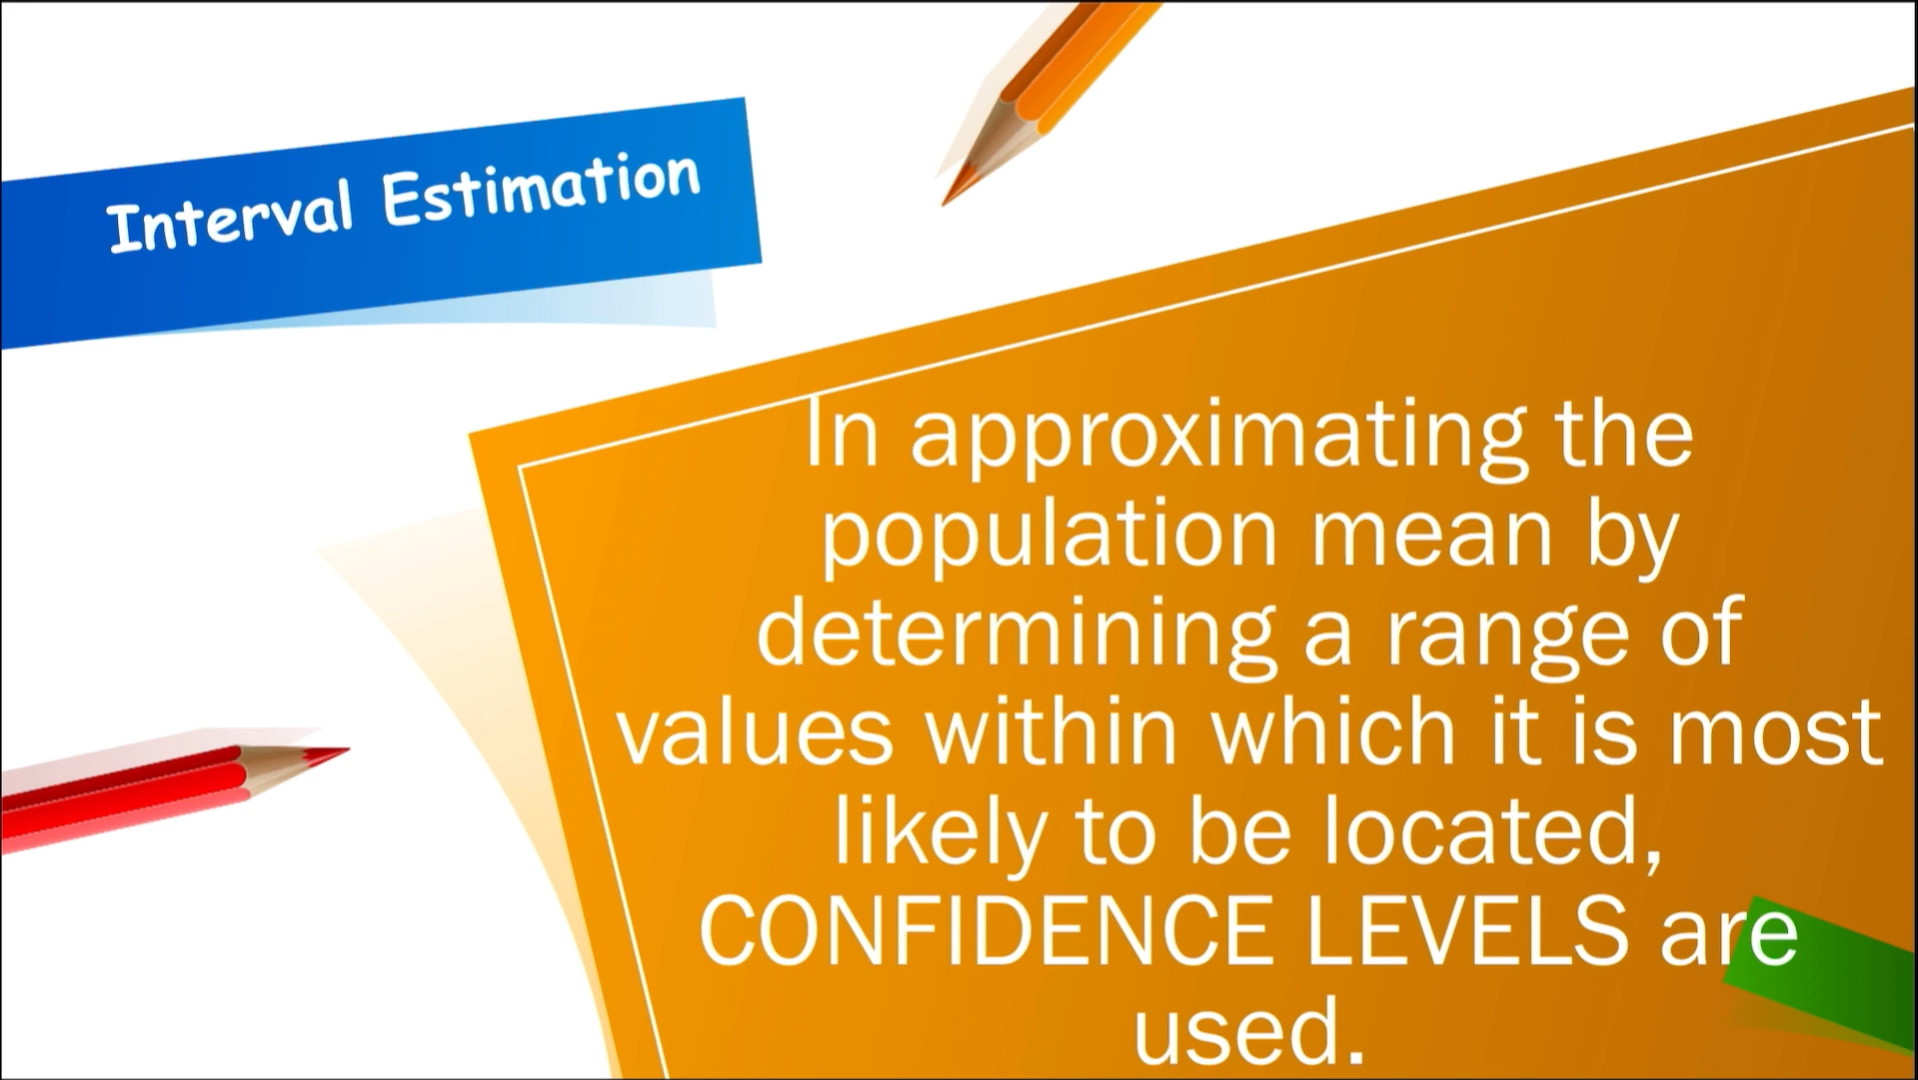 Interval Estimation
In approximating the
population mean by
determining a range of
values within which it is most
likely to be located,
CONFIDENCE LEVELS are
used.